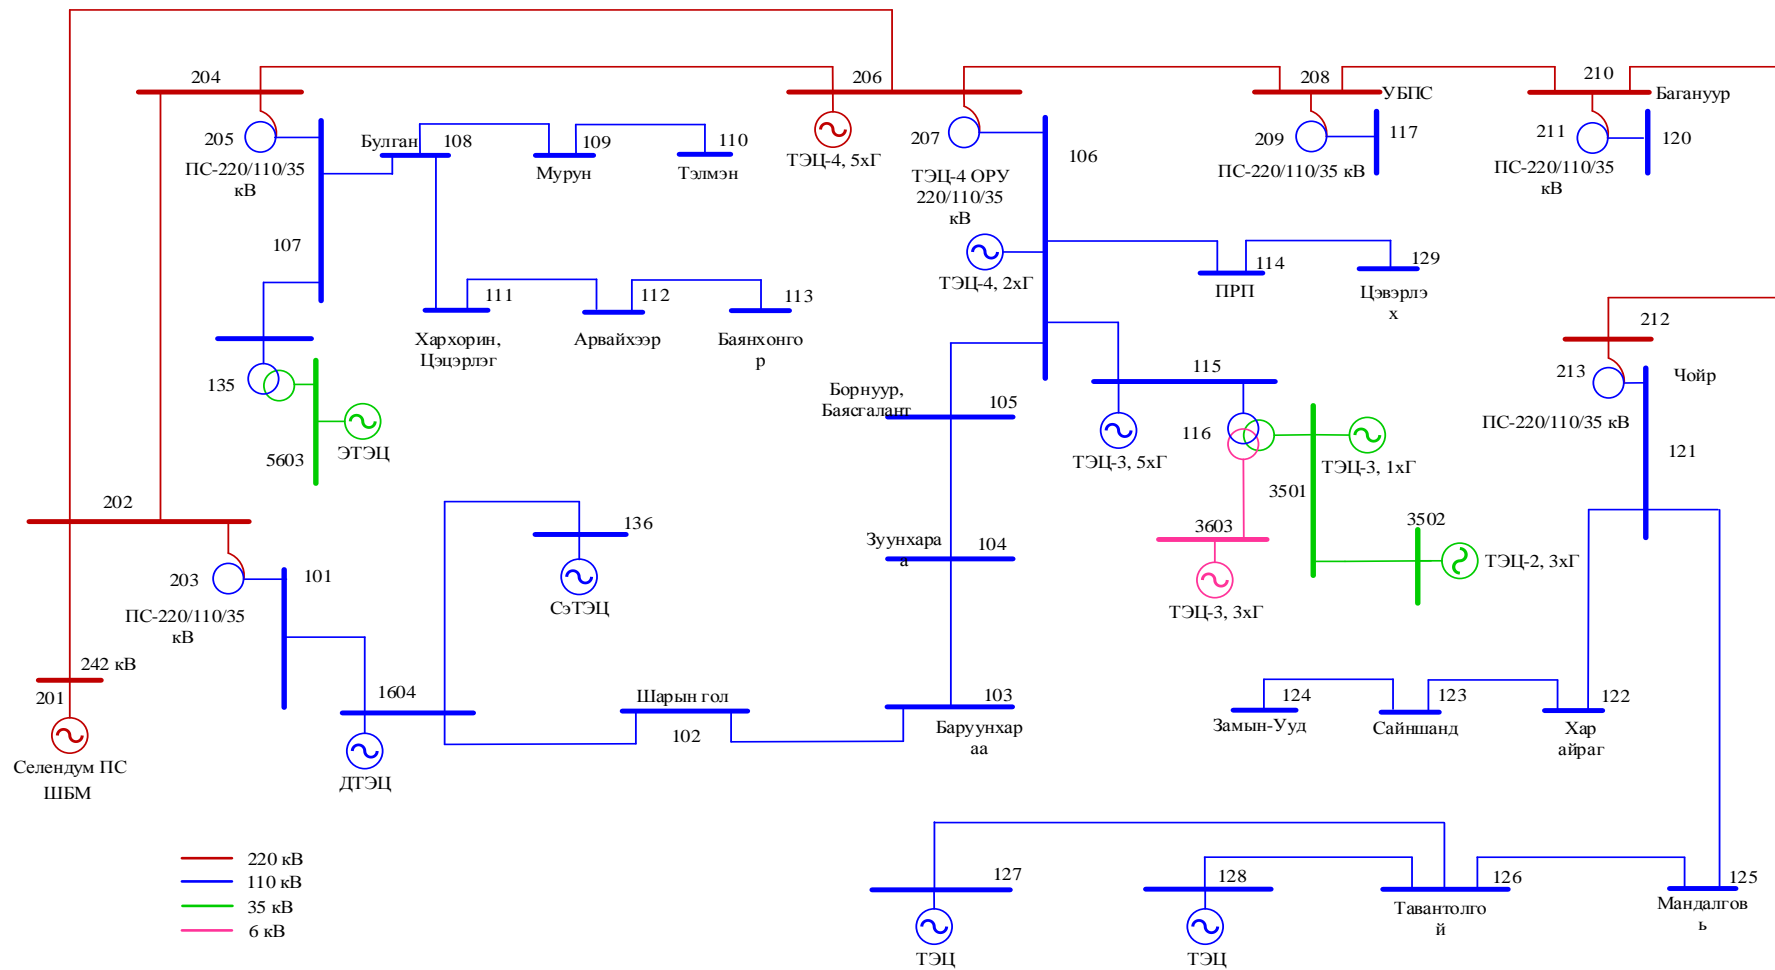 204
206
208
УБПС
210
Багануур
205
ПС-220/110/35
кВ
Булган
108
109
Мурун
110
Тэлмэн
ТЭЦ-4, 5хГ
207
ТЭЦ-4 ОРУ
220/110/35
кВ
106
209
ПС-220/110/35 кВ
117
211
ПС-220/110/35
кВ
120
107
ТЭЦ-4, 2хГ
114
ПРП
129
Цэвэрлэ
х
111
Хархорин,
Цэцэрлэг
112
Арвайхээр
113
Баянхонго
р
212
135
Борнуур,
Баясгалант
105
115
213
Чойр
ПС-220/110/35 кВ
5603
ЭТЭЦ
116
ТЭЦ-3, 5хГ
ТЭЦ-3, 1хГ
121
3501
202
136
3603
3502
Зуунхара
а
104
ТЭЦ-2, 3хГ
203
101
ПС-220/110/35
кВ
СэТЭЦ
ТЭЦ-3, 3хГ
242 кВ
201
1604
Шарын гол
102
103
Баруунхар
аа
124
Замын-Ууд
123
Сайншанд
122
Хар
айраг
Селендум ПС
ШБМ
ДТЭЦ
220 кВ
110 кВ
35 кВ
6 кВ
127
ТЭЦ
128
ТЭЦ
126
Тавантолго
й
125
Мандалгов
ь